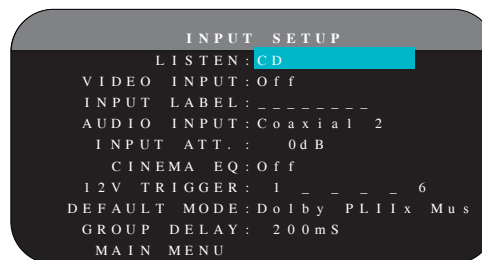 INPUT SETUP
LISTEN:CD
VIDEO INPUT:Off
INPUT LABEL:________
AUDIO INPUT:Coaxial 2
INPUT ATT.: 0dB
CINEMA EQ:Off
12V TRIGGER: 1 _ _ _ _ 6
DEFAULT MODE:Dolby PLIIx Mus
GROUP DELAY: 200mS
MAIN MENU